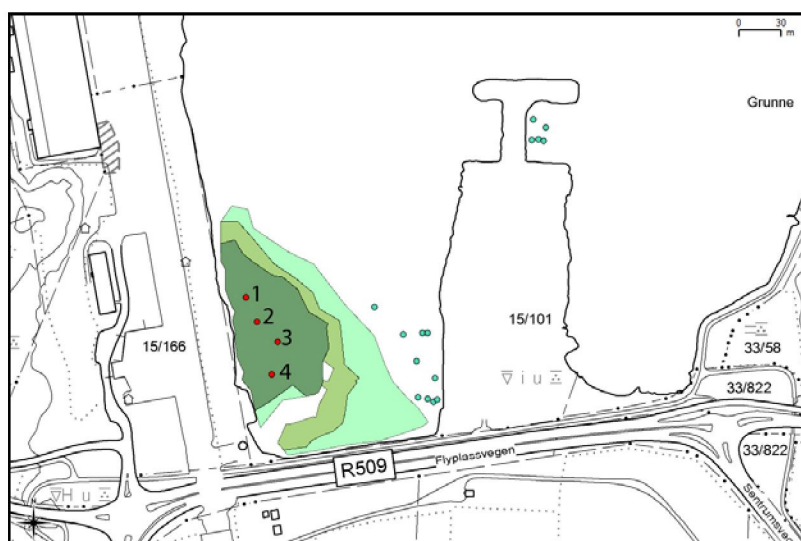 0 30
m
Grunne
1
2
3
4
15/166
15/101
33/58
33/822
33/822
V i u
H u
R509
Flyplassvegen
Sentrumsve